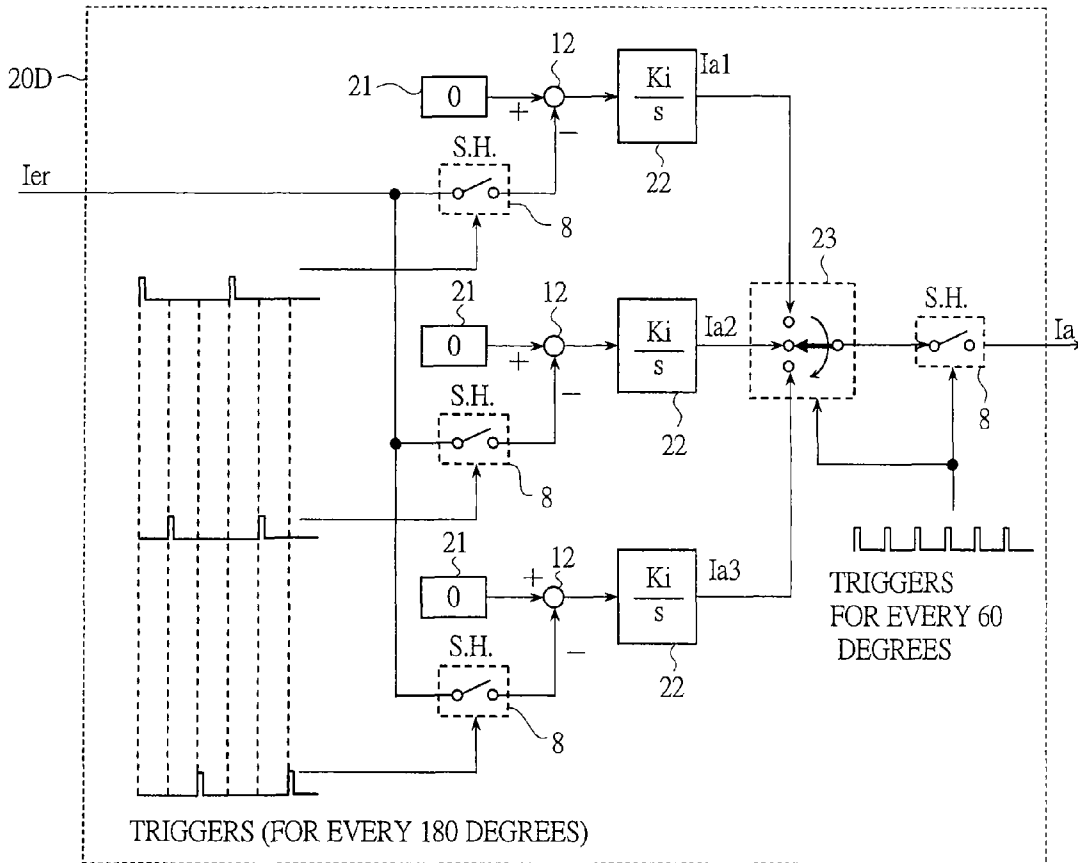 20D
12
21
0
+
−
Ki
s
Ia1
22
S.H.
8
Ier
21
0
+
12
−
Ki
s
Ia2
22
S.H.
8
23
S.H.
8
Ia
21
0
+
12
−
Ki
s
Ia3
22
S.H.
8
TRIGGERS
FOR EVERY 60
DEGREES
TRIGGERS (FOR EVERY 180 DEGREES)